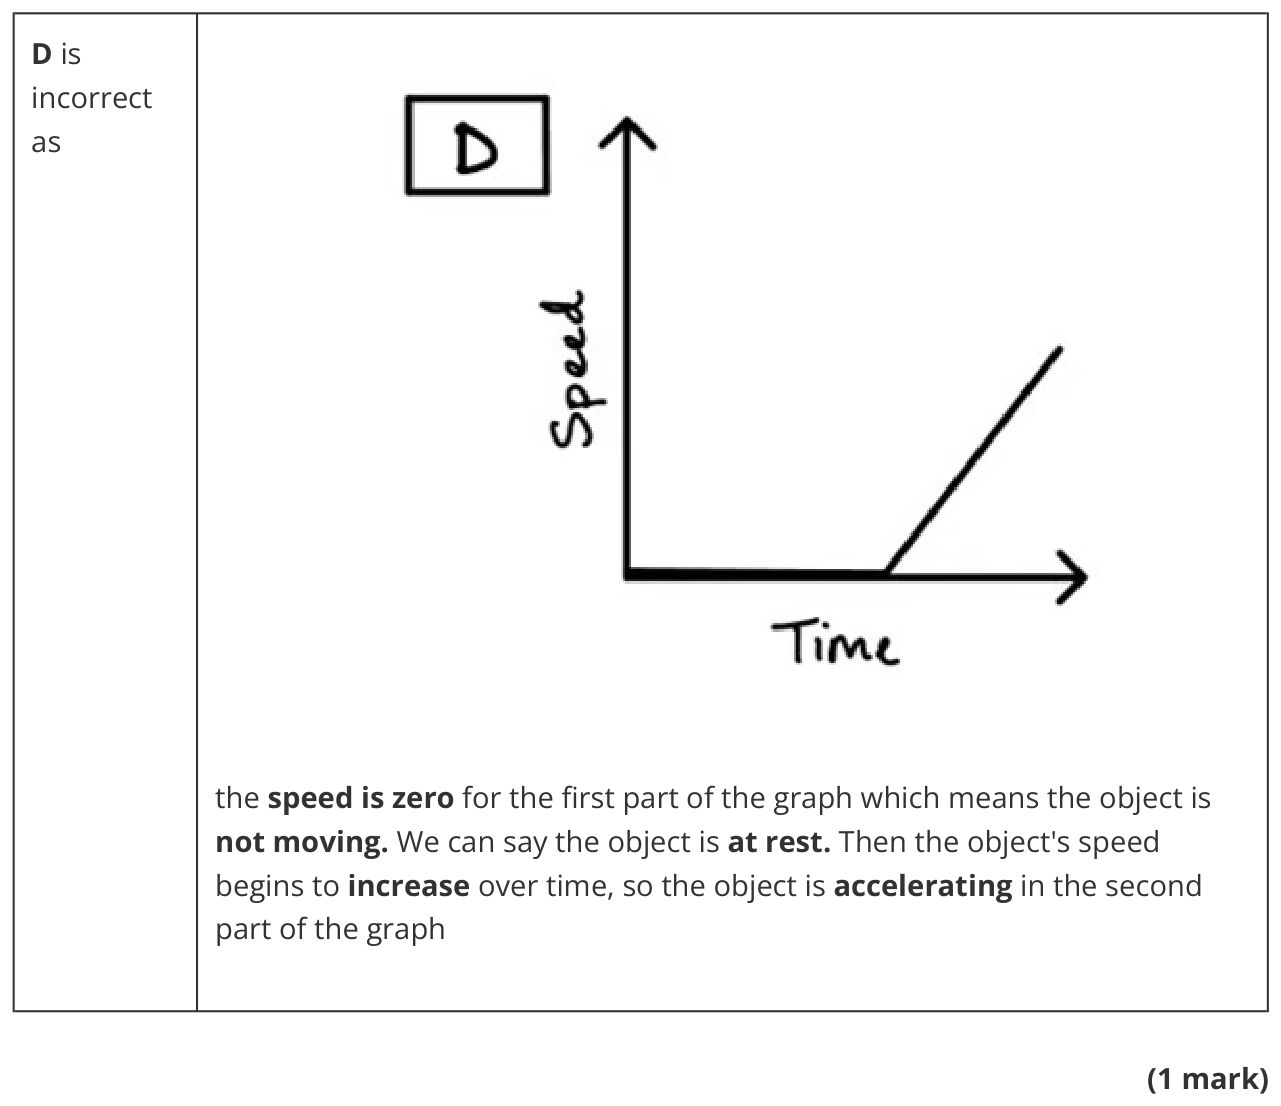 D is
incorrect
as
D
Speed
Time
the speed is zero for the first part of the graph which means the object is
not moving. We can say the object is at rest. Then the object's speed
begins to increase over time, so the object is accelerating in the second
part of the graph
(1 mark)